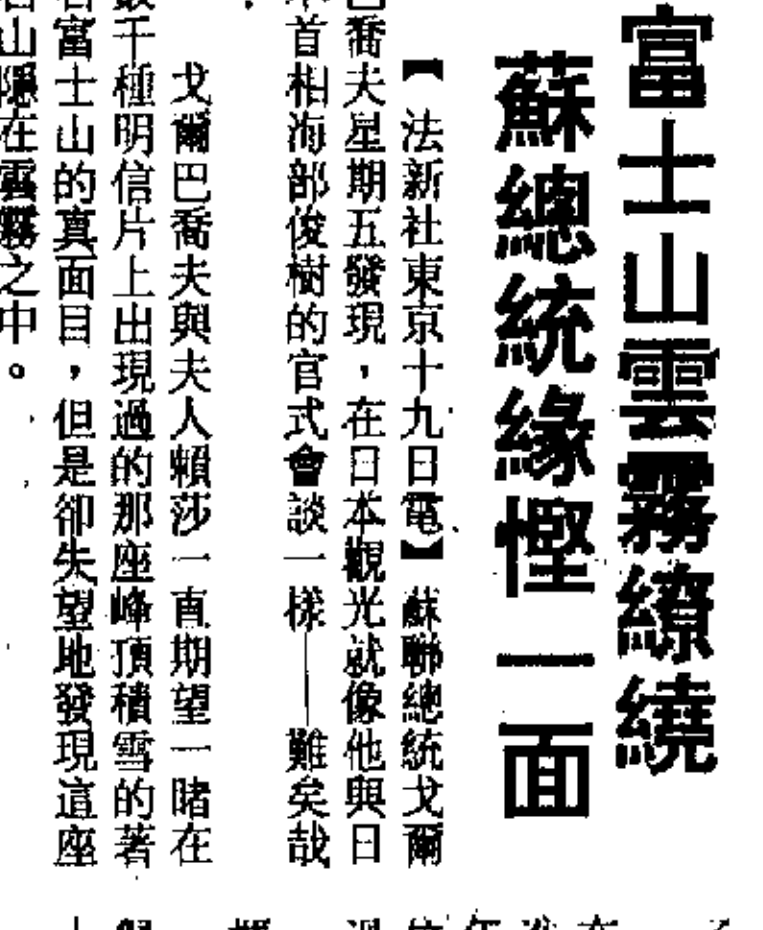 富士山雲霧繚繞
蘇總統緣慳一面
【法新社東京十九日電】蘇聯總統戈爾
巴喬夫星期五發現，在日本觀光就像他與日
本首相海部俊樹的官式會談一樣——難矣哉
。
戈爾巴喬夫與夫人賴莎一直期望一睹在
數千種明信片上出現過的那座峰頂積雪的著
名富士山的真面目，但是卻失望地發現這座
名山隱在雲霧之中。